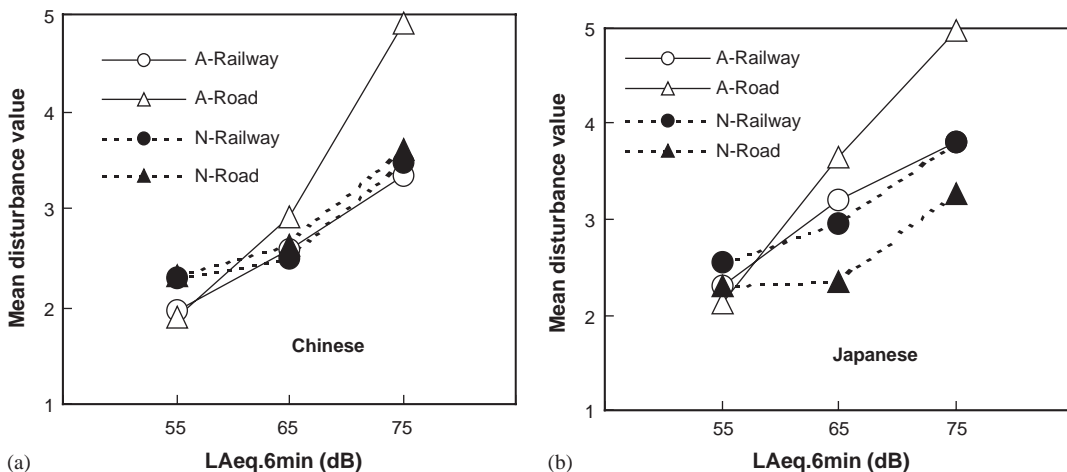 5
4
3
2
1
Mean disturbance value
A-Railway
A-Road
N-Railway
N-Road
Chinese
55 65 75
(a) LAeq.6min (dB)
5
4
3
2
1
Mean disturbance value
A-Railway
A-Road
N-Railway
N-Road
Japanese
55 65 75
(b) LAeq.6min (dB)